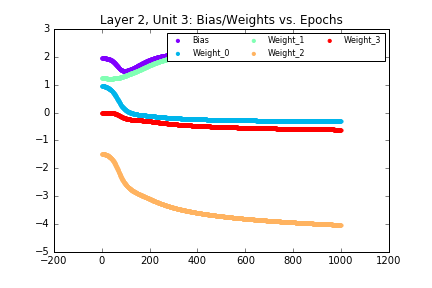 Layer 2, Unit 3: Bias/Weights vs. Epochs
3
Bias Weight_1 Weight_3
Weight_0 Weight_2
2
1
0
−1
−2
−3
−4
−5
−200 0 200 400 600 800 1000 1200